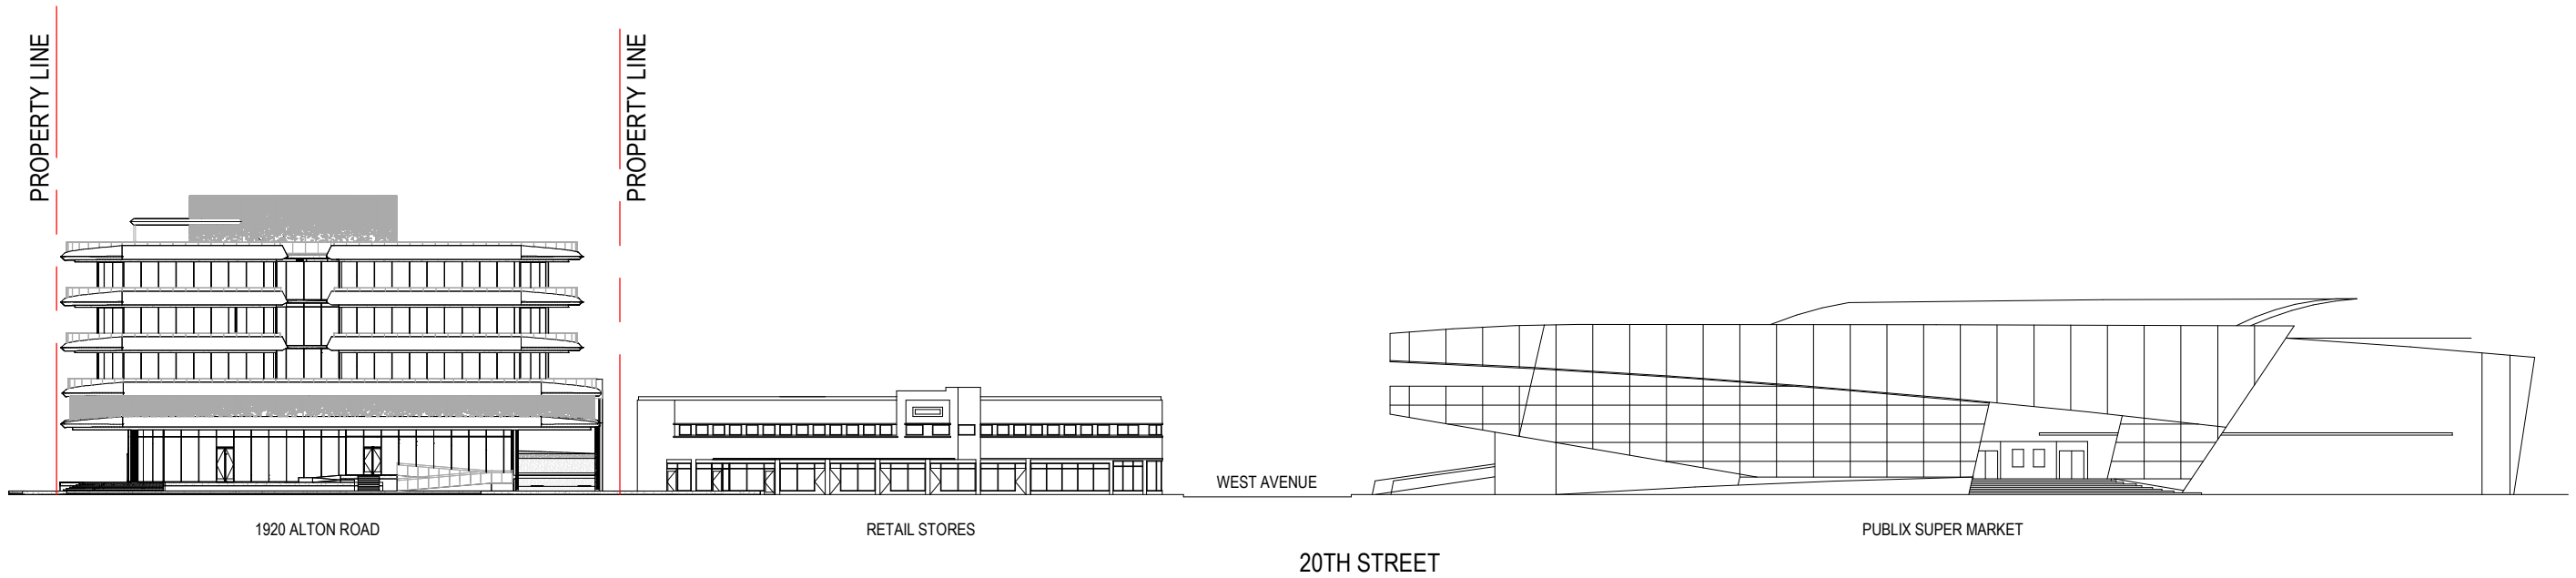 PROPERTY LINE
PROPERTY LINE
WEST AVENUE
1920 ALTON ROAD
RETAIL STORES
PUBLIX SUPER MARKET
20TH STREET